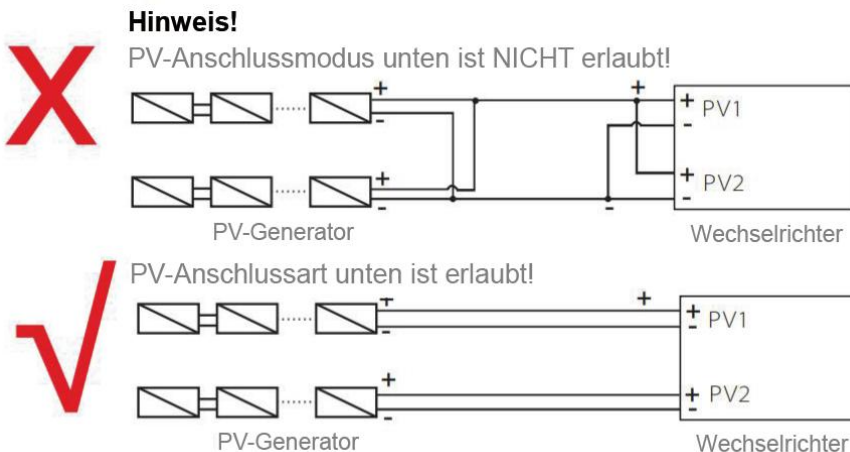 Hinweis!
PV-Anschlussmodus unten ist NICHT erlaubt!
+
-
+
-
+
-
+ PV1
-
+ PV2
-
PV-Generator
Wechselrichter
PV-Anschlussart unten ist erlaubt!
+
-
+
-
+
+ PV1
-
+ PV2
-
PV-Generator
Wechselrichter